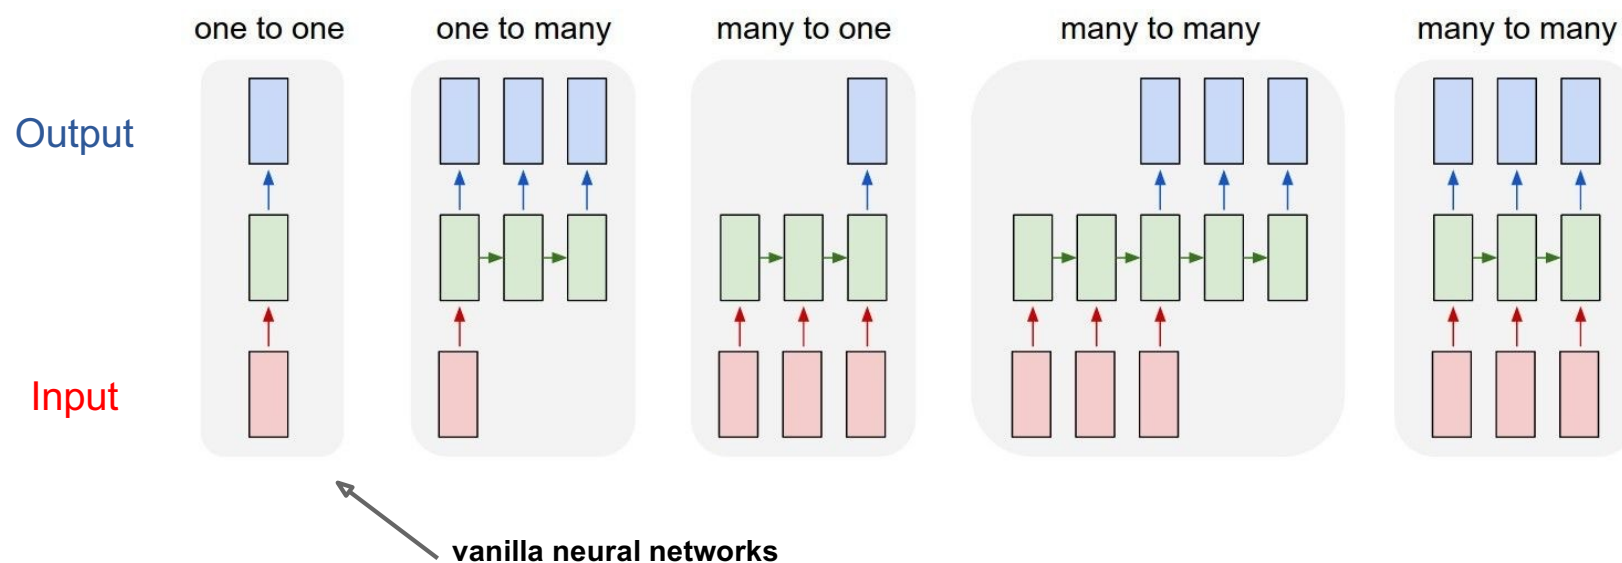 one to one
one to many
many to one
many to many
many to many
Output
Input
vanilla neural networks